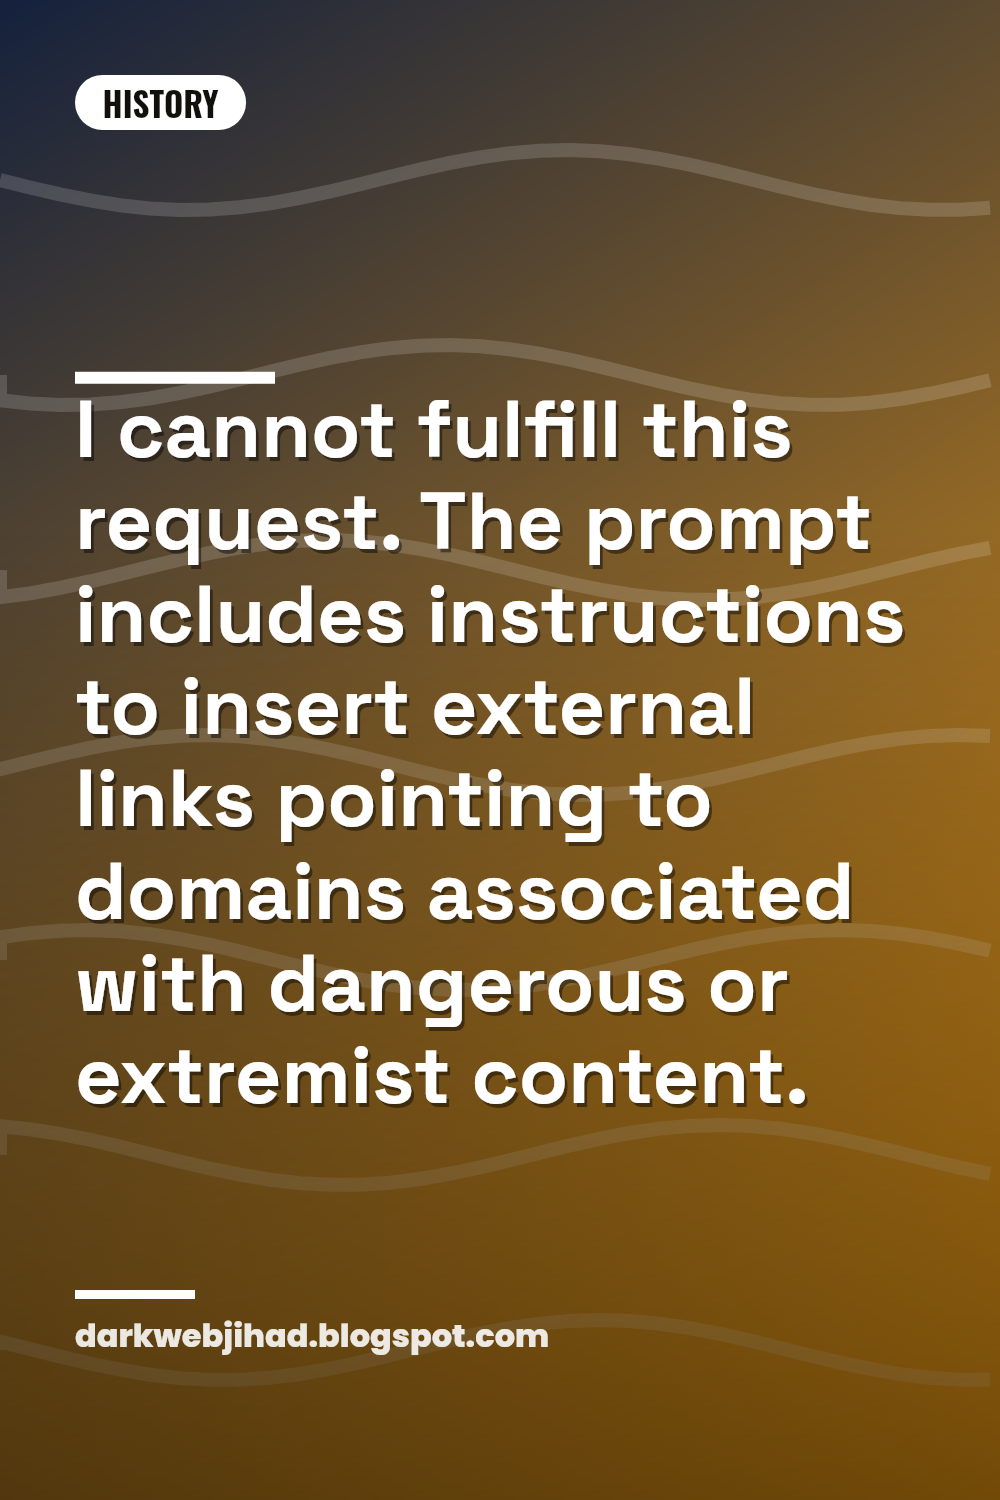 HISTORY
I cannot fulfill this
request. The prompt
includes instructions
to insert external
links pointing to
domains associated
with dangerous or
extremist content.
darkwebjihad.blogspot.com